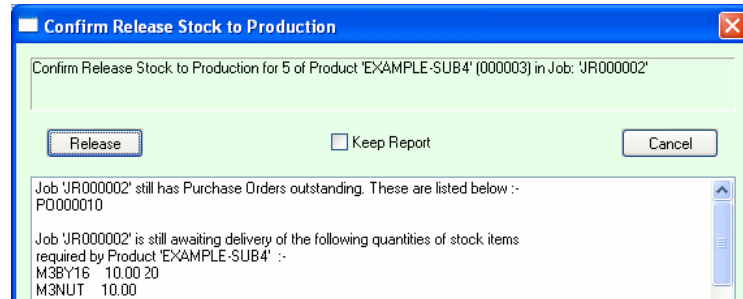 Confirm Release Stock to Production
Confirm Release Stock to Production for 5 of Product 'EXAMPLE-SUB4' (000003) in Job: 'JR000002'
Release
Keep Report
Cancel
Job 'JR000002' still has Purchase Orders outstanding. These are listed below :-
PO000010
Job 'JR000002' is still awaiting delivery of the following quantities of stock items
required by Product 'EXAMPLE-SUB4' :-
M3BY16 10.00 20
M3NUT 10.00